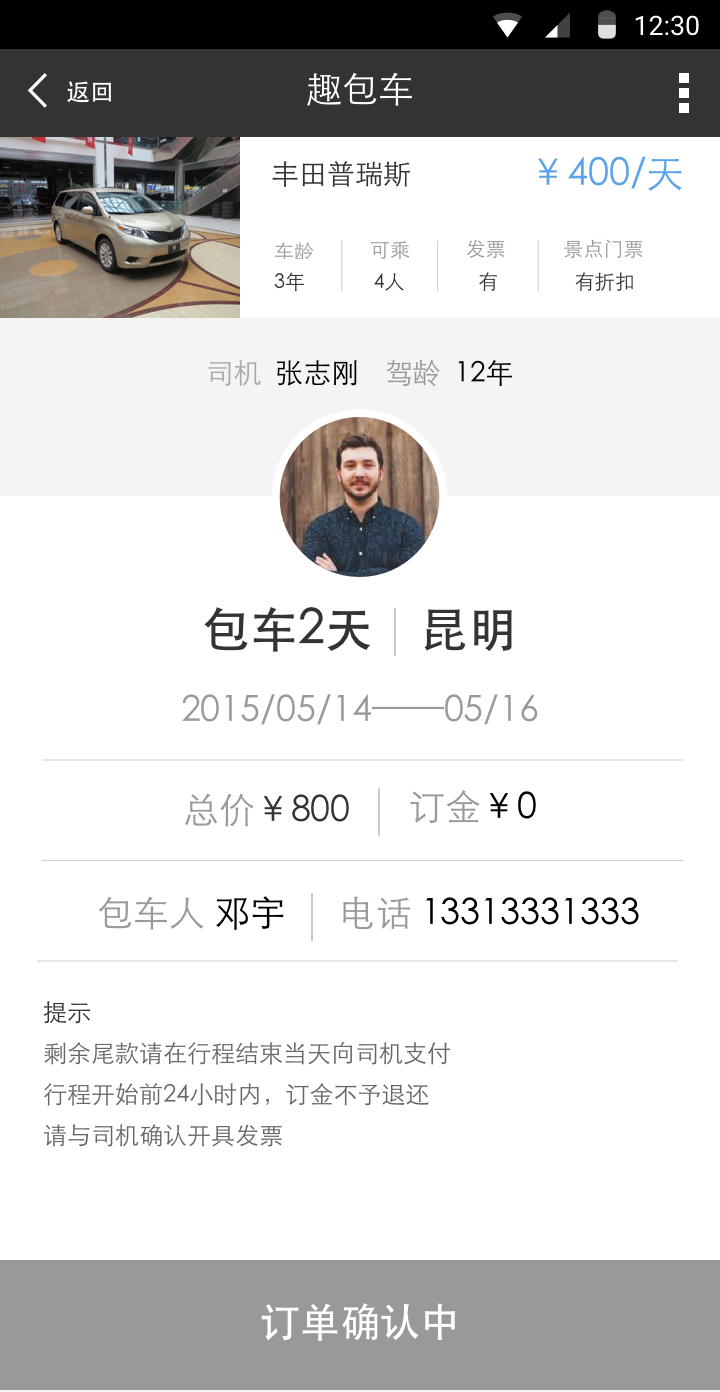 12:30
返回 趣包车
丰田普瑞斯 ¥ 400/天
车龄 可乘 发票 景点门票
3年 4人 有 有折扣
司机 张志刚 驾龄 12年
包车2天 昆明
2015/05/14——05/16
总价 ¥ 800 订金 ¥ 0
包车人 邓宇 电话 13313331333
提示
剩余尾款请在行程结束当天向司机支付
行程开始前24小时内，订金不予退还
请与司机确认开具发票
订单确认中